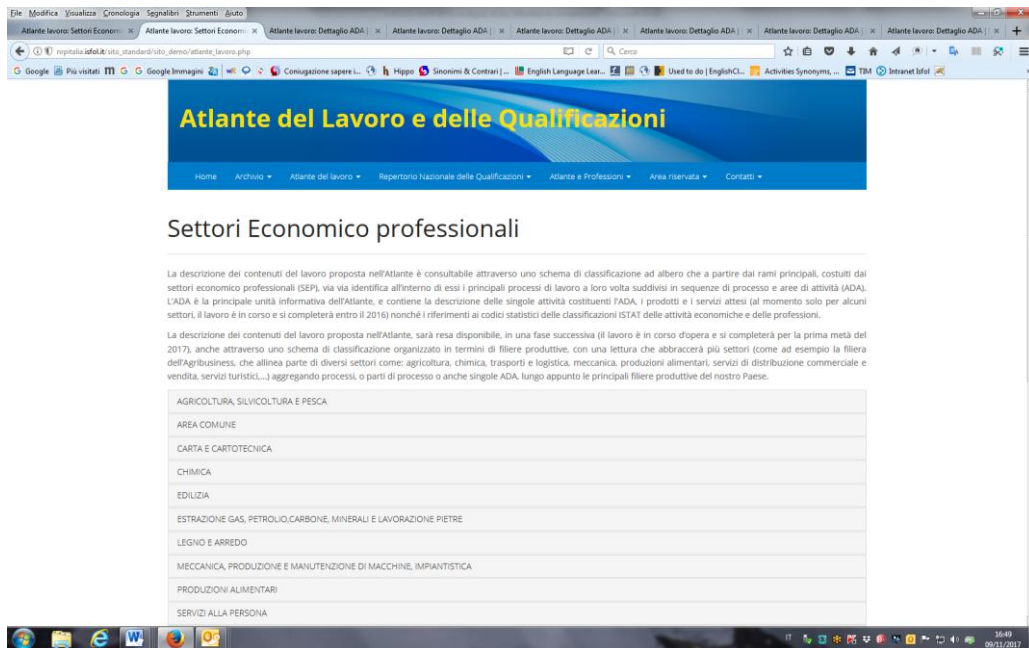 File Modifica Visualizza Cronologia Segnalibri Strumenti Aiuto
Atlante lavoro: Settori Econom Atlante lavoro: Settori Econom Atlante lavoro: Dettaglio ADA | Atlante lavoro: Dettaglio ADA | Atlante lavoro: Dettaglio ADA | Atlante lavoro: Dettaglio ADA | Atlante lavoro: Dettaglio ADA | Atlante lavoro: Dettaglio ADA |
nrpitalia.isfol.it/sito_standard/sito_demo/atlante_lavoro.php Cerca
Google Più visitati Google Immagini Coniugazione sapere i... Hippo Sinonimi & Contrari | ... English Language Lear... Used to do | EnglishCl... Activities Synonyms, ... TIM Intranet Isfol
Atlante del Lavoro e delle Qualificazioni
Home Archivio Atlante del lavoro Repertorio Nazionale delle Qualificazioni Atlante e Professioni Area riservata Contatti
Settori Economico professionali
La descrizione dei contenuti del lavoro proposta nell'Atlante è consultabile attraverso uno schema di classificazione ad albero che a partire dai rami principali, costuiti dai
settori economico professionali (SEP), via via identifica all'interno di essi i principali processi di lavoro a loro volta suddivisi in sequenze di processo e aree di attività (ADA).
L'ADA è la principale unità informativa dell'Atlante, e contiene la descrizione delle singole attività costituenti l'ADA, i prodotti e i servizi attesi (al momento solo per alcuni
settori, il lavoro è in corso e si completerà entro il 2016) nonché i riferimenti ai codici statistici delle classificazioni ISTAT delle attività economiche e delle professioni.
La descrizione dei contenuti del lavoro proposta nell'Atlante, sarà resa disponibile, in una fase successiva (il lavoro è in corso d'opera e si completerà per la prima metà del
2017), anche attraverso uno schema di classificazione organizzato in termini di filiere produttive, con una lettura che abbraccerà più settori (come ad esempio la filiera
dell'Agribusiness, che allinea parte di diversi settori come: agricoltura, chimica, trasporti e logistica, meccanica, produzioni alimentari, servizi di distribuzione commerciale e
vendita, servizi turistici,...) aggregando processi, o parti di processo o anche singole ADA, lungo appunto le principali filiere produttive del nostro Paese.
AGRICOLTURA, SILVICOLTURA E PESCA
AREA COMUNE
CARTA E CARTOTECNICA
CHIMICA
EDILIZIA
ESTRAZIONE GAS, PETROLIO,CARBONE, MINERALI E LAVORAZIONE PIETRE
LEGNO E ARREDO
MECCANICA, PRODUZIONE E MANUTENZIONE DI MACCHINE, IMPIANTISTICA
PRODUZIONI ALIMENTARI
SERVIZI ALLA PERSONA
IT 16:49
09/11/2017